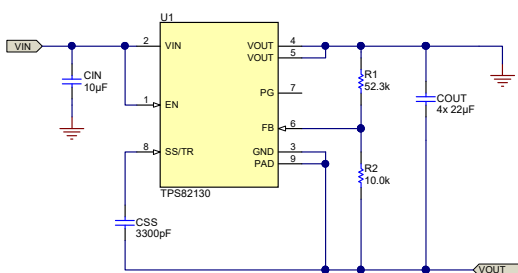 U1
VIN
2 VIN
VOUT 4
VOUT 5
CIN
10µF
R1
52.3k
PG 7
COUT
4x 22µF
1 EN
FB 6
8 SS/TR
GND 3
PAD 9
R2
10.0k
TPS82130
CSS
3300pF
VOUT